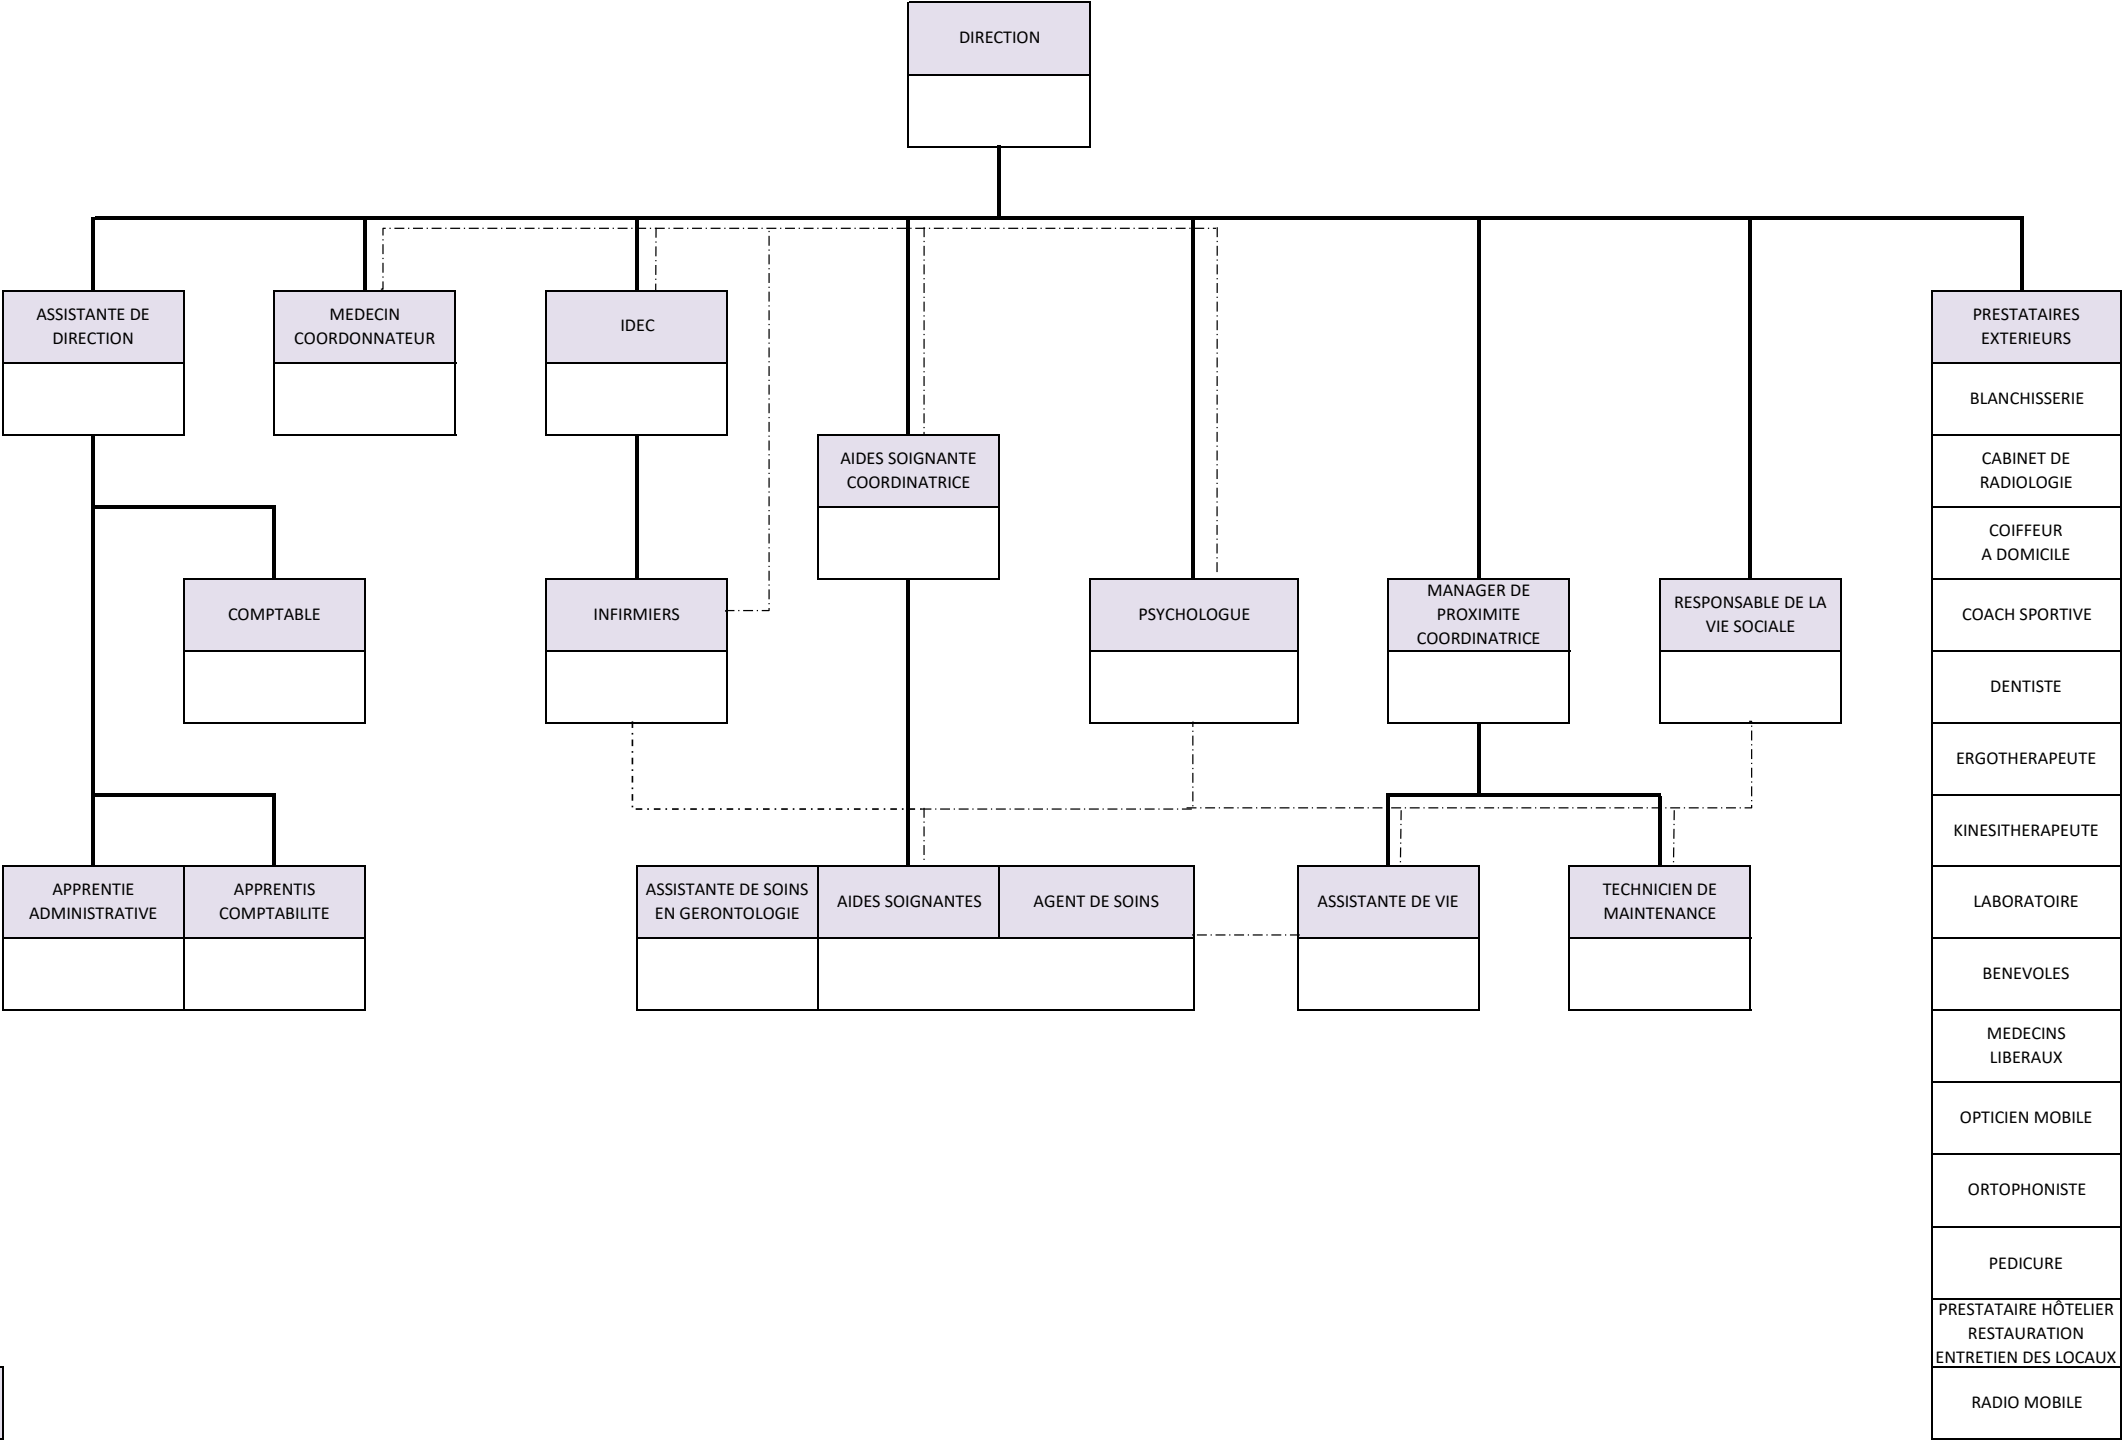 DIRECTION
ASSISTANTE DE
DIRECTION
MEDECIN
COORDONNATEUR
IDEC
AIDES SOIGNANTE
COORDINATRICE
COMPTABLE
INFIRMIERS
PSYCHOLOGUE
MANAGER DE
PROXIMITE
COORDINATRICE
RESPONSABLE DE LA
VIE SOCIALE
APPRENTIE
ADMINISTRATIVE
APPRENTIS
COMPTABILITE
ASSISTANTE DE SOINS
EN GERONTOLOGIE
AIDES SOIGNANTES
AGENT DE SOINS
ASSISTANTE DE VIE
TECHNICIEN DE
MAINTENANCE
PRESTATAIRES
EXTERIEURS
BLANCHISSERIE
CABINET DE
RADIOLOGIE
COIFFEUR
A DOMICILE
COACH SPORTIVE
DENTISTE
ERGOTHERAPEUTE
KINESITHERAPEUTE
LABORATOIRE
BENEVOLES
MEDECINS
LIBERAUX
OPTICIEN MOBILE
ORTOPHONISTE
PEDICURE
PRESTATAIRE HÔTELIER
RESTAURATION
ENTRETIEN DES LOCAUX
RADIO MOBILE